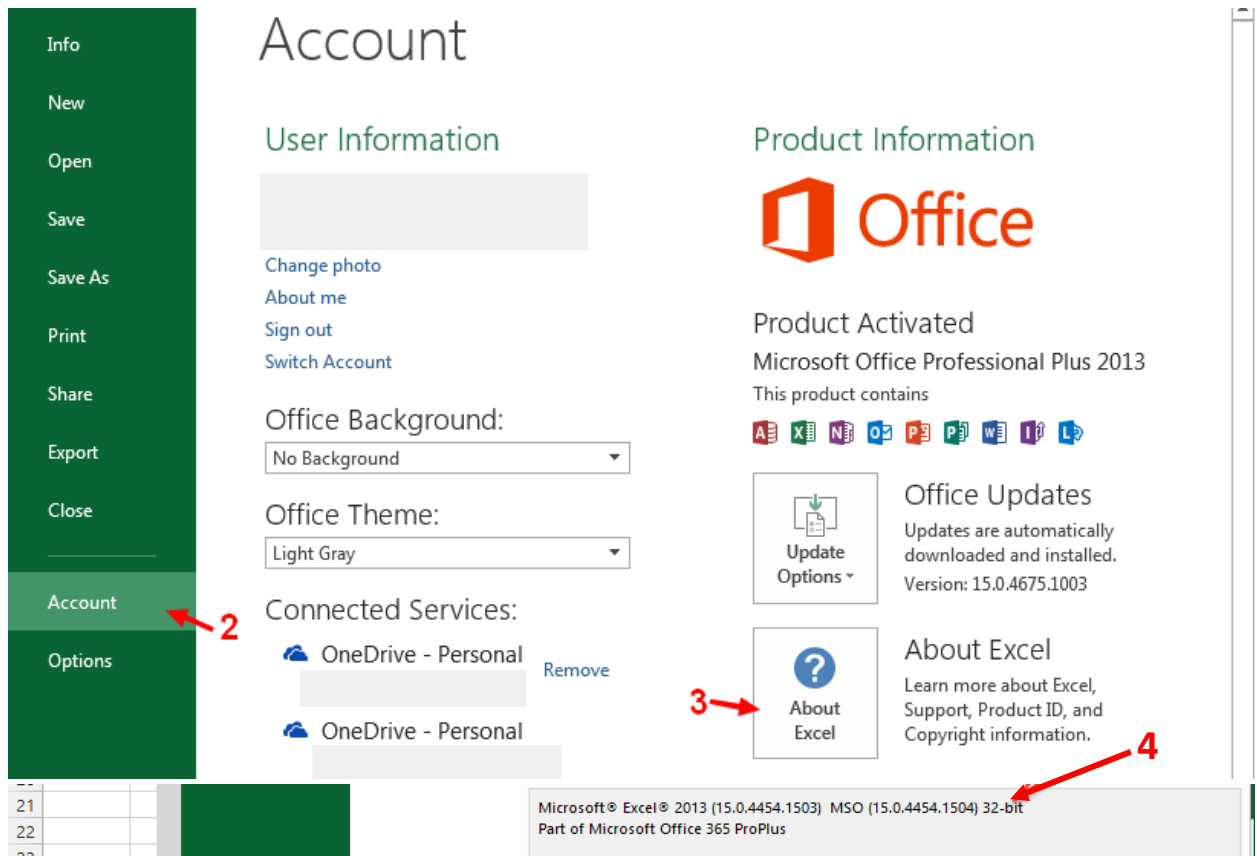 Info
New
Open
Save
Save As
Print
Share
Export
Close
Account
Options
2
Account
User Information
Change photo
About me
Sign out
Switch Account
Office Background:
No Background
Office Theme:
Light Gray
Connected Services:
OneDrive - Personal
Remove
OneDrive - Personal
Product Information
Office
Product Activated
Microsoft Office Professional Plus 2013
This product contains
Update
Options
Office Updates
Updates are automatically
downloaded and installed.
Version: 15.0.4675.1003
3
About
Excel
About Excel
Learn more about Excel,
Support, Product ID, and
Copyright information.
4
21
22
Microsoft® Excel® 2013 (15.0.4454.1503) MSO (15.0.4454.1504) 32-bit
Part of Microsoft Office 365 ProPlus